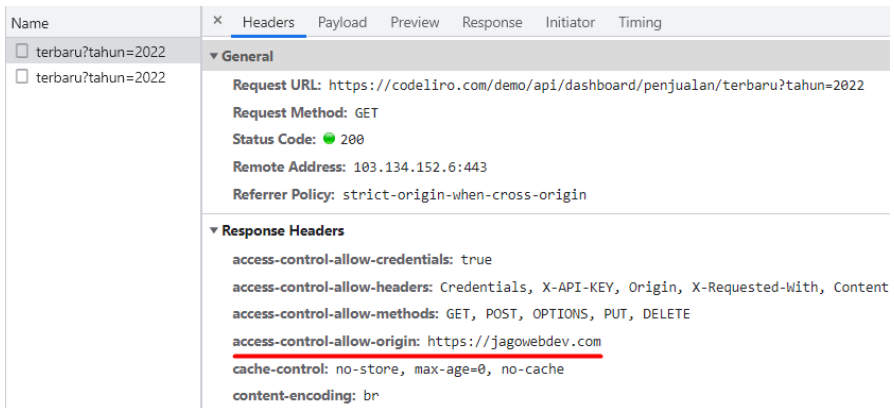 Name
terbaru?tahun=2022
terbaru?tahun=2022
× Headers Payload Preview Response Initiator Timing
▼ General
Request URL: https://codeliro.com/demo/api/dashboard/penjualan/terbaru?tahun=2022
Request Method: GET
Status Code: 200
Remote Address: 103.134.152.6:443
Referrer Policy: strict-origin-when-cross-origin
▼ Response Headers
access-control-allow-credentials: true
access-control-allow-headers: Credentials, X-API-KEY, Origin, X-Requested-With, Content
access-control-allow-methods: GET, POST, OPTIONS, PUT, DELETE
access-control-allow-origin: https://jagowebdev.com
cache-control: no-store, max-age=0, no-cache
content-encoding: br